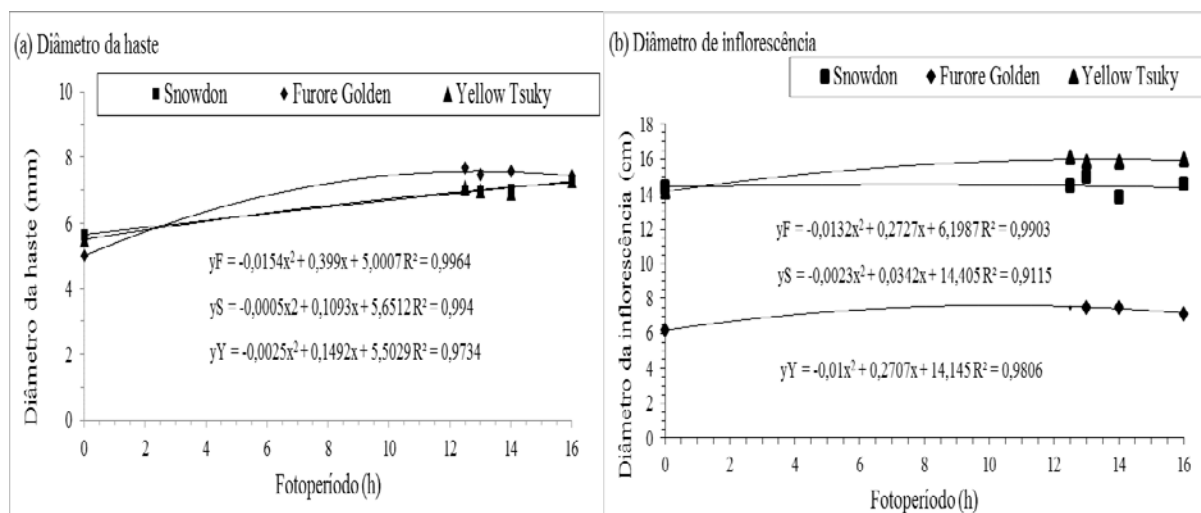 (a) Diâmetro da haste
Snowdon Furore Golden Yellow Tsuky
Diâmetro da haste (mm)
10
8
6
4
2
0
yF = -0,0154x² + 0,399x + 5,0007 R² = 0,9964
yS = -0,0005x2 + 0,1093x + 5,6512 R² = 0,994
yY = -0,0025x² + 0,1492x + 5,5029 R² = 0,9734
0 2 4 6 8 10 12 14 16
Fotoperíodo (h)
(b) Diâmetro de inflorescência
Snowdon Furore Golden Yellow Tsuky
Diâmetro da inflorescência (cm)
18
16
14
12
10
8
6
4
2
0
yF = -0,0132x² + 0,2727x + 6,1987 R² = 0,9903
yS = -0,0023x² + 0,0342x + 14,405 R² = 0,9115
yY = -0,01x² + 0,2707x + 14,145 R² = 0,9806
0 2 4 6 8 10 12 14 16
Fotoperíodo (h)